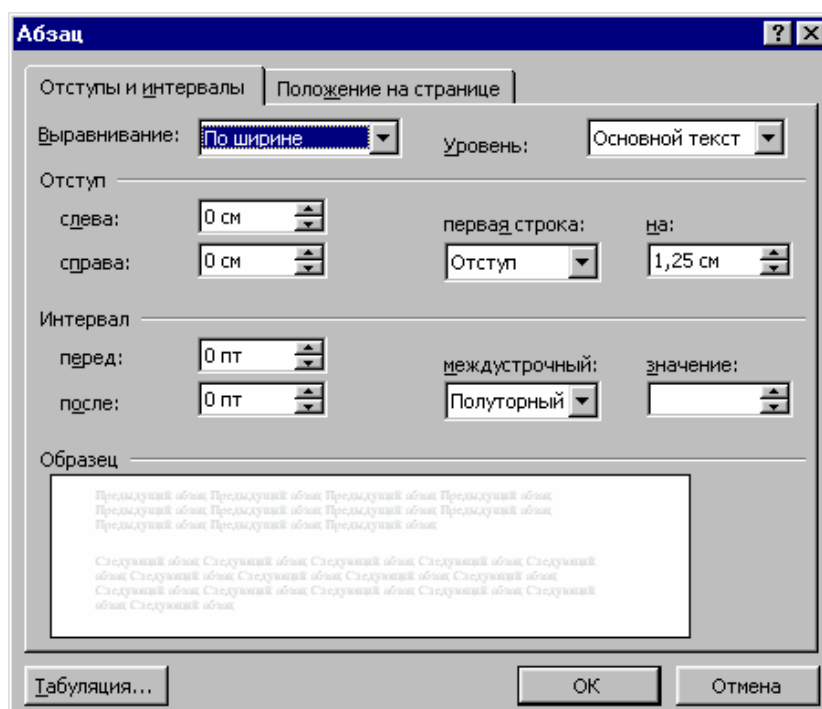 Абзац
Отступы и интервалы Положение на странице
Выравнивание: По ширине Уровень: Основной текст
Отступ
слева: 0 см первая строка: на:
справа: 0 см Отступ 1,25 см
Интервал
перед: 0 пт междустрочный: значение:
после: 0 пт Полуторный
Образец
Предыдущий абзац Предыдущий абзац Предыдущий абзац Предыдущий абзац
Предыдущий абзац Предыдущий абзац Предыдущий абзац Предыдущий абзац
Предыдущий абзац Предыдущий абзац Предыдущий абзац
Следующий абзац Следующий абзац Следующий абзац Следующий абзац Следующий
абзац Следующий абзац Следующий абзац Следующий абзац Следующий абзац
Следующий абзац Следующий абзац Следующий абзац Следующий абзац Следующий
абзац Следующий абзац
Табуляция... ОК Отмена